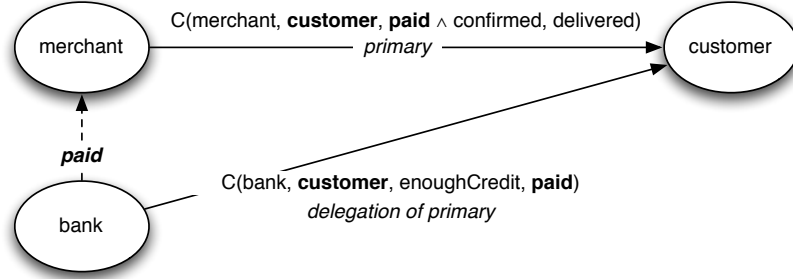 C(merchant, customer, paid ∧ confirmed, delivered)
merchant
primary
customer
paid
C(bank, customer, enoughCredit, paid)
delegation of primary
bank